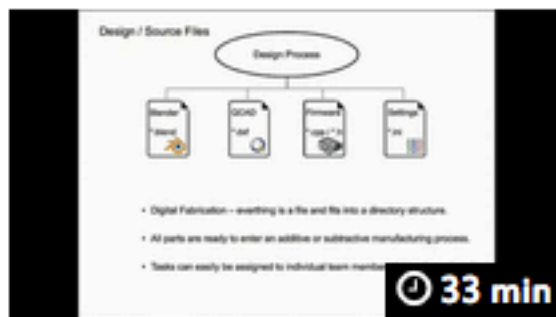 Design / Source Files
Design Process
Blender
*.blend
QCAD
*.dxf
Firmware
*.cpp / *.h
Settings
*.ini
• Digital Fabrication – everthing is a file and fits into a directory structure.
• All parts are ready to enter an additive or subtractive manufacturing process.
• Tasks can easily be assigned to individual team
33 min